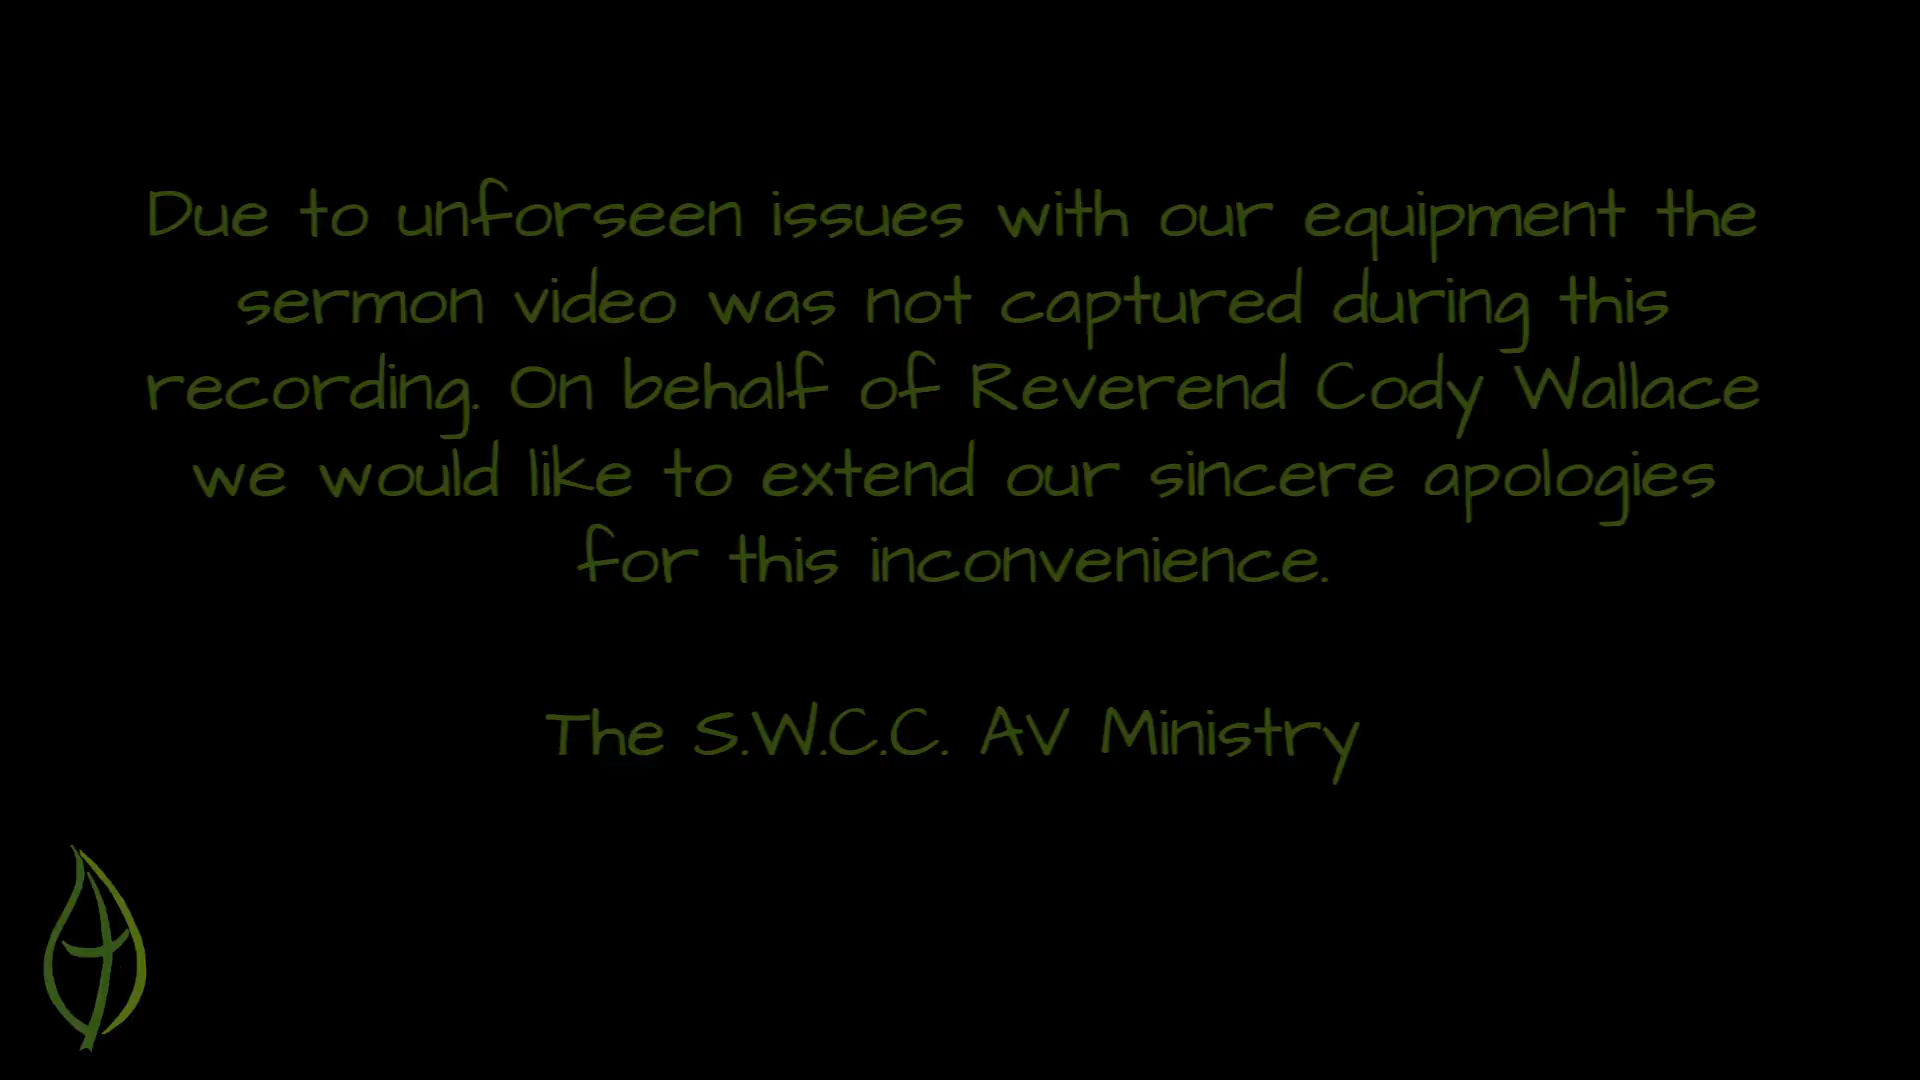 Due to unforseen issues with our equipment the
sermon video was not captured during this
recording. On behalf of Reverend Cody Wallace
we would like to extend our sincere apologies
for this inconvenience.
The S.W.C.C. AV Ministry